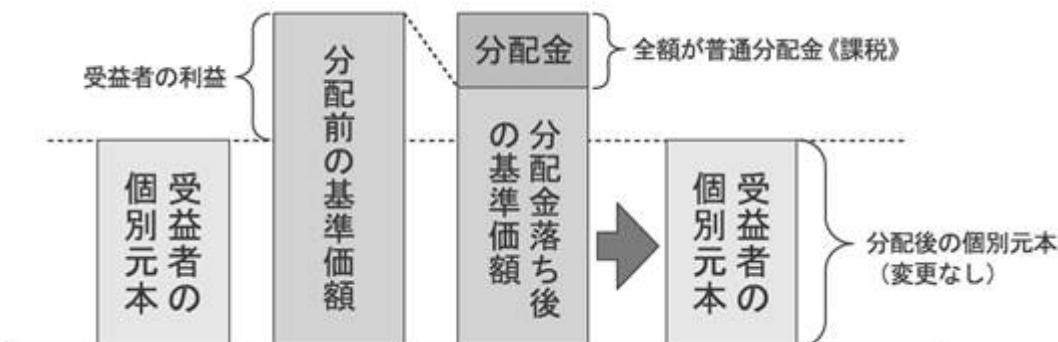 受益者の利益
受益者の
個別元本
分配前の基準価額
分配金
全額が普通分配金《課税》
分配金落ち後
の基準価額
受益者の
個別元本
分配後の個別元本
（変更なし）